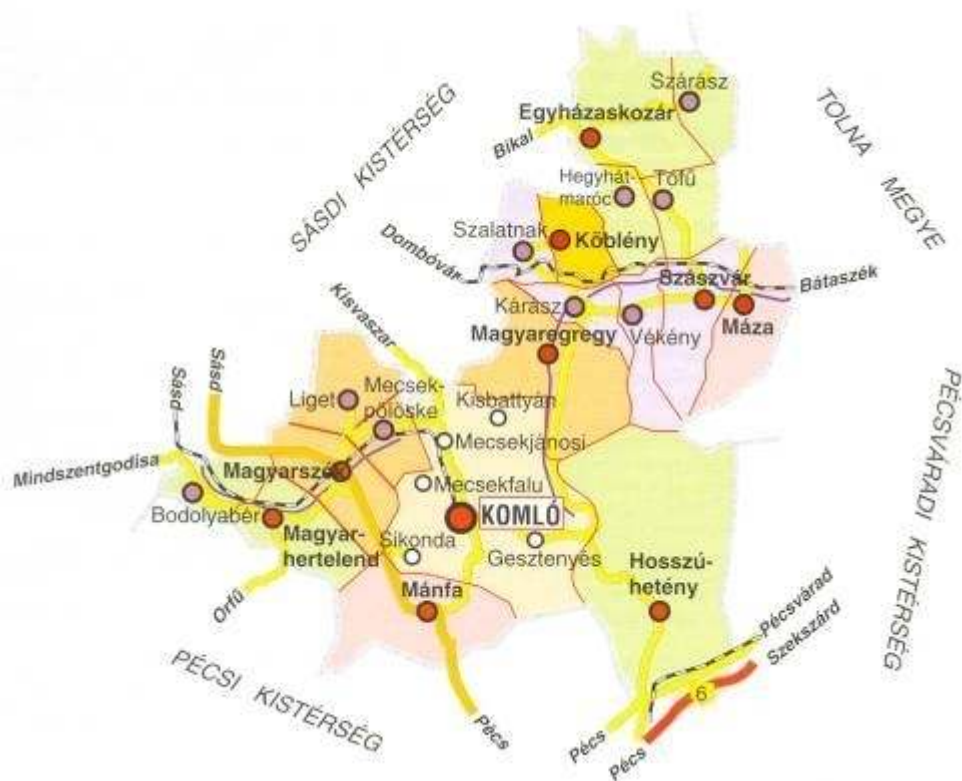 Szárász
Egyházaskozár
Bikal
TOLNA MEGYE
SÁSDI KISTÉRSÉG
Hegyhát-
maróc
Tófű
Szalatnak
Köblény
Dombóvár
Szászvár
Bátaszék
Kárász
Máza
Vékény
Magyaregregy
Kisvaszar
Sásd
Sásd
Liget
Mecsek-
pölöske
Kisbattyán
Mecsekjánosi
PÉCSVARADI KISTÉRSÉG
Mindszentgodisa
Magyarszék
Mecsekfalu
Bodolyabér
KOMLÓ
Magyar-
hertelend
Sikonda
Gesztenyés
Hosszú-
hetény
Mánfa
Orfű
Pécsvárad
Szekszárd
PÉCSI KISTÉRSÉG
6
Pécs
Pécs
Pécs